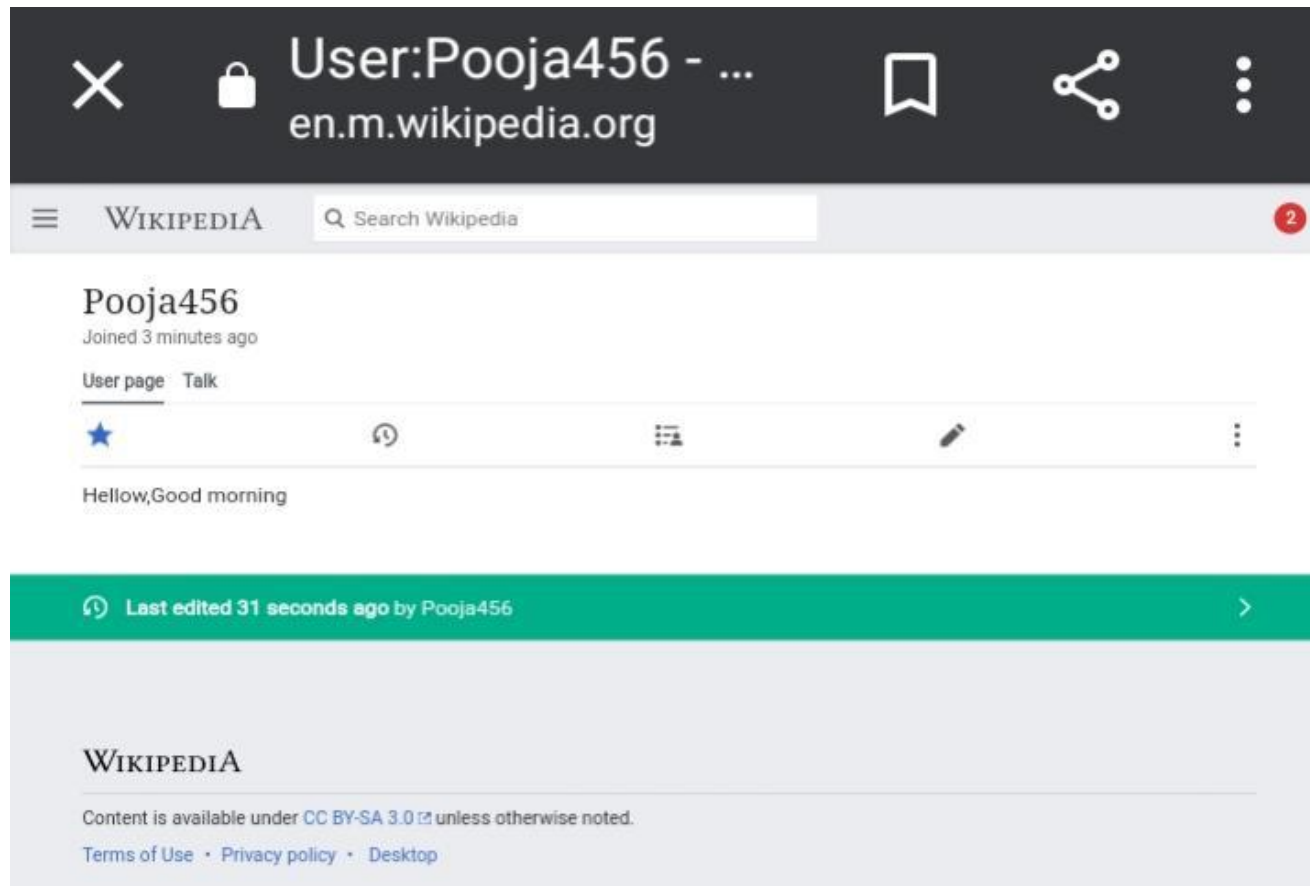 User:Pooja456 - ...
en.m.wikipedia.org
WIKIPEDIA Search Wikipedia 2
Pooja456
Joined 3 minutes ago
User page Talk
Hellow,Good morning
Last edited 31 seconds ago by Pooja456
WIKIPEDIA
Content is available under CC BY-SA 3.0 unless otherwise noted.
Terms of Use • Privacy policy • Desktop